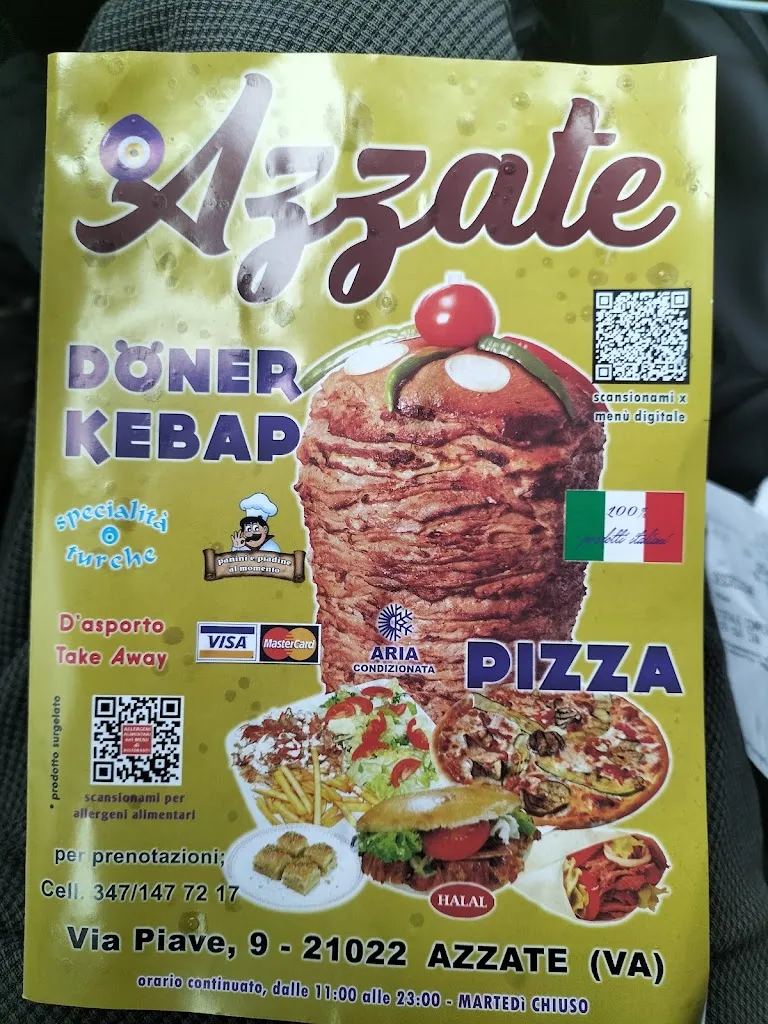 Azzate
DÖNER
KEBAP
scansionami x
menù digitale
specialità
turche
Panini e piadine
al momento
100%
prodotti italiani
D'asporto
Take Away
VISA
MasterCard
ARIA
CONDIZIONATA
PIZZA
* prodotto surgelato
ALLERGENI
ALIMENTARI
scansionami per
allergeni alimentari
per prenotazioni;
Cell. 347/147 72 17
HALAL
Via Piave, 9 - 21022 AZZATE (VA)
orario continuato, dalle 11:00 alle 23:00 - MARTEDì CHIUSO